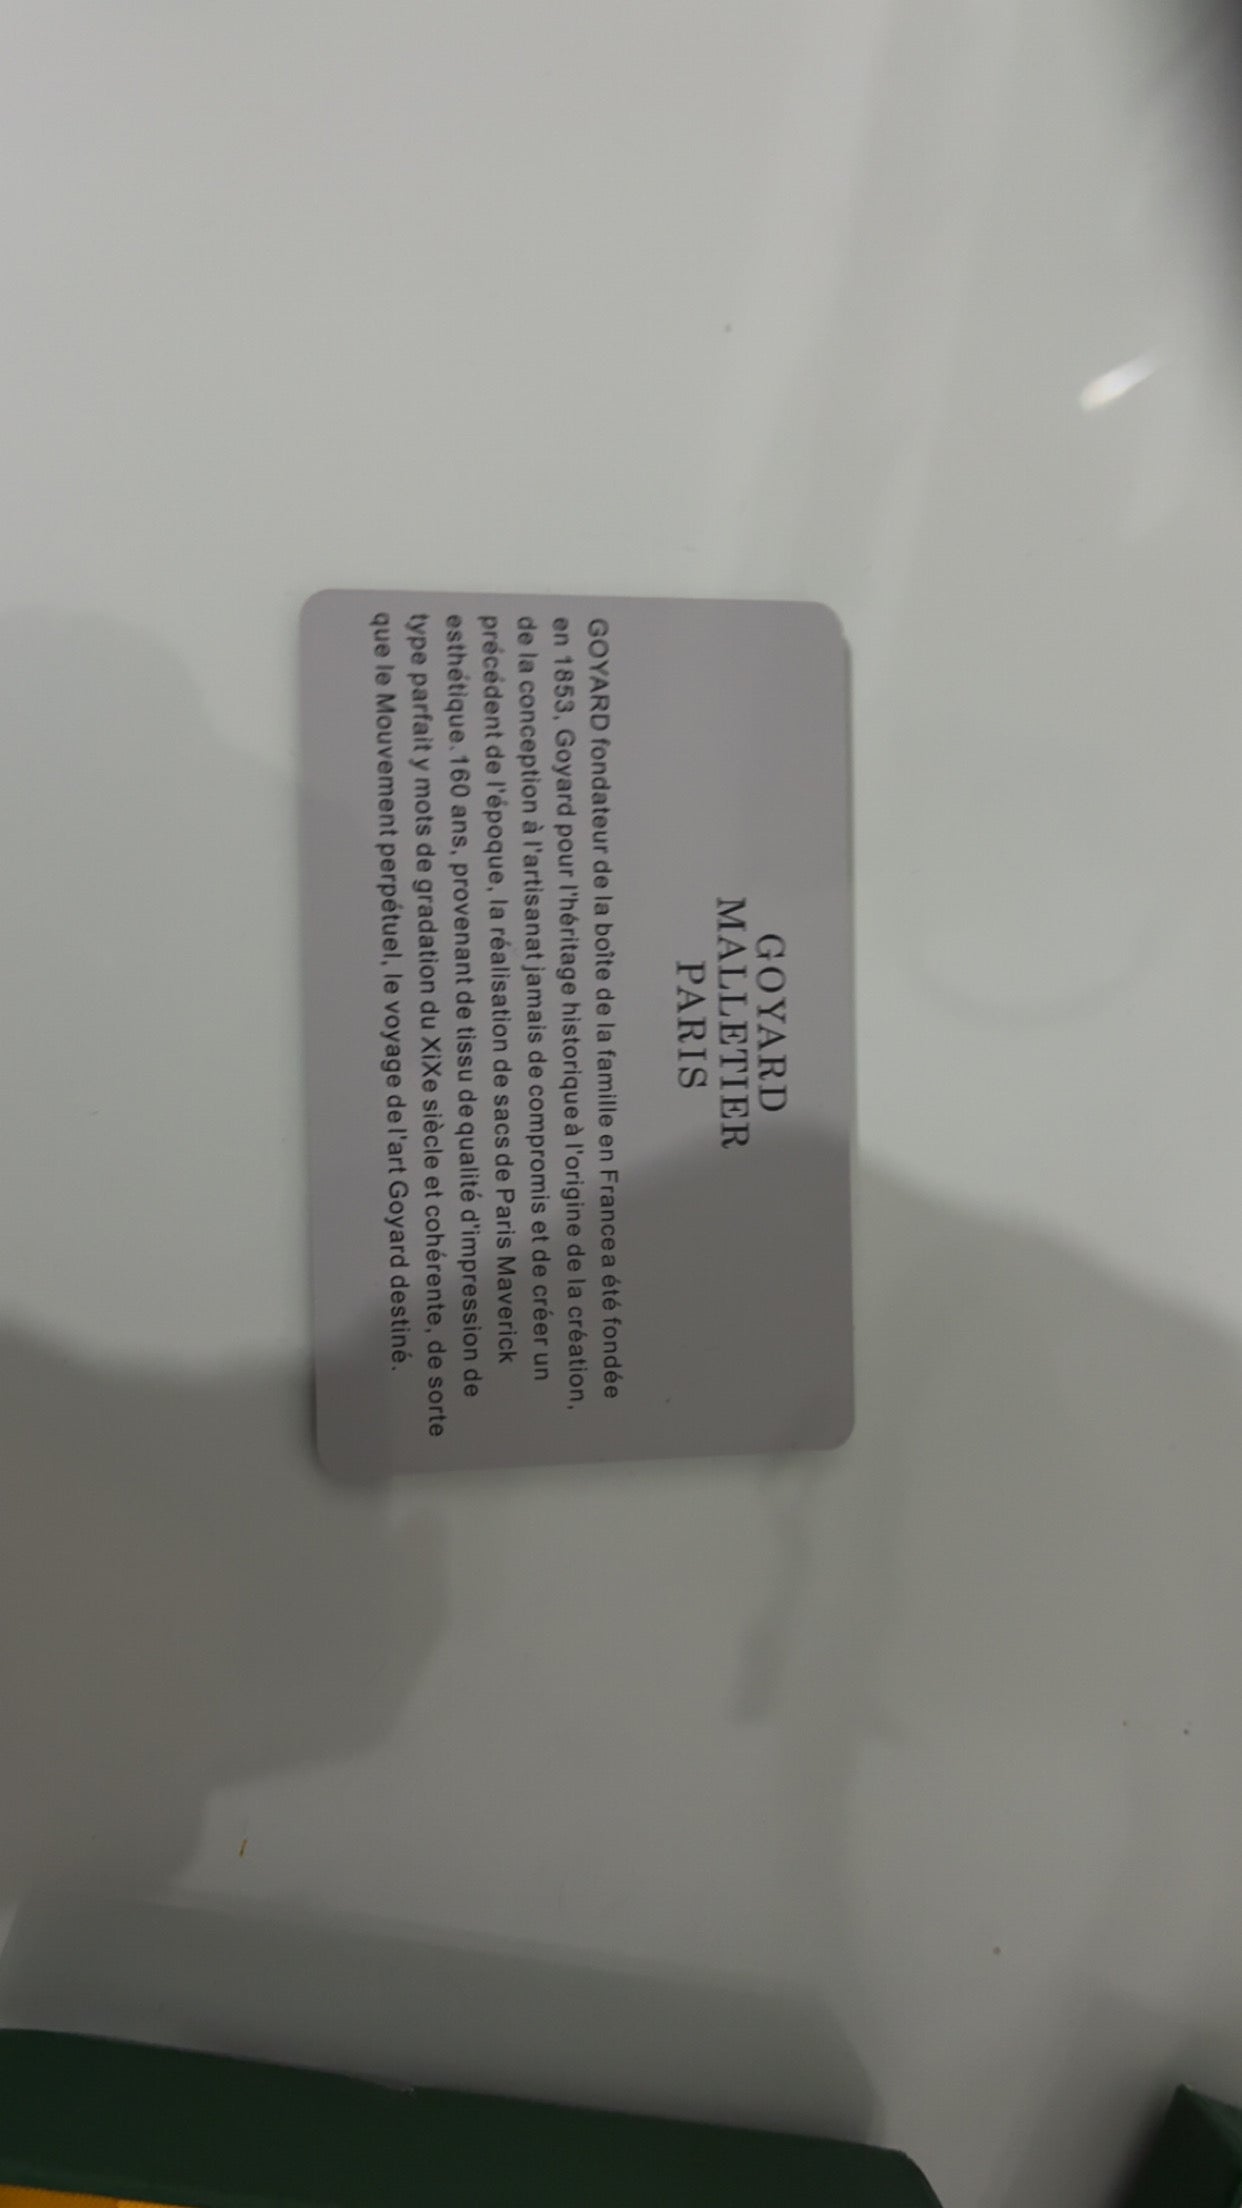 GOYARD
MALLETIER
PARIS
GOYARD fondateur de la boîte de la famille en France a été fondée
en 1853, Goyard pour l'héritage historique à l'origine de la création,
de la conception à l'artisanat jamais de compromis et de créer un
précédent de l'époque, la réalisation de sacs de Paris Maverick
esthétique. 160 ans, provenant de tissu de qualité d'impression de
type parfait y mots de gradation du XiXe siècle et cohérente, de sorte
que le Mouvement perpétuel, le voyage de l'art Goyard destiné.